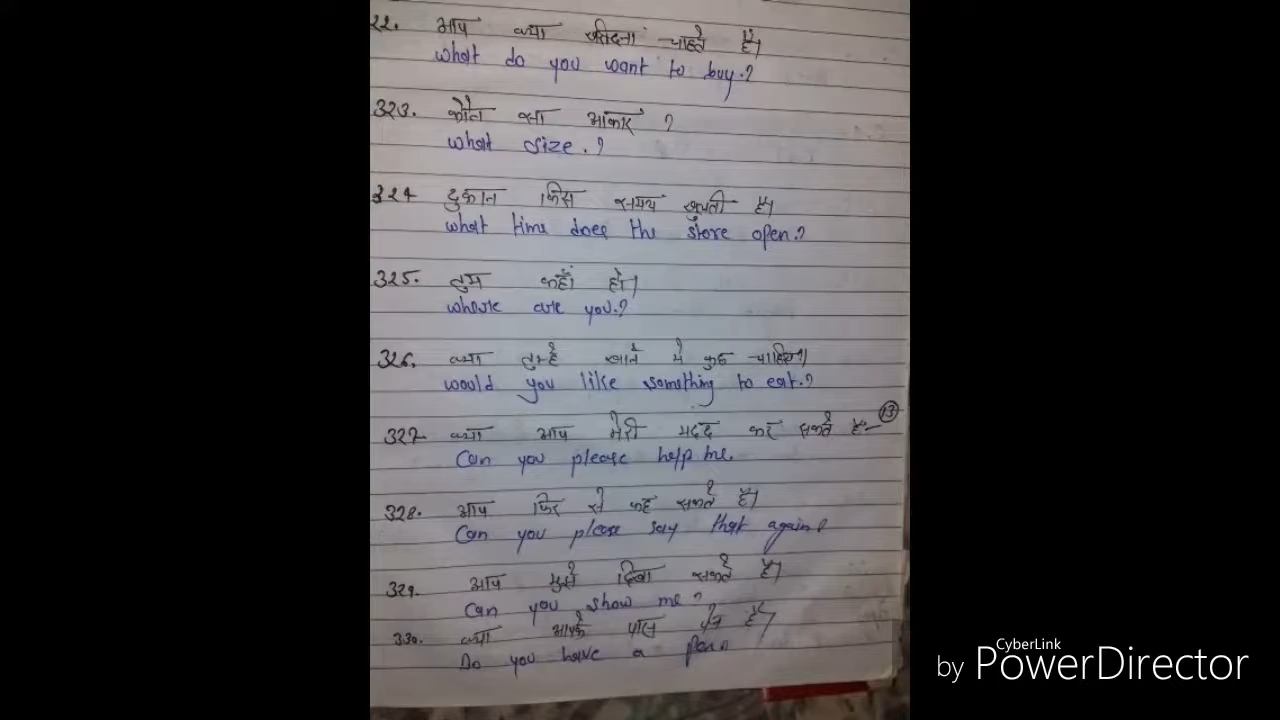 22. आप क्या खरिदना चाहते हैं।
What do you want to buy.?
323. कौन सा आकार ?
What size.?
324 दुकान किस समय खुलती है।
What time does the store open.?
325. तुम कहाँ हो।
Where are you.?
326. क्या तुम्हे खाने मे कुछ चाहिए।
would you like something to eat.?
13
327 क्या आप मेरी मदद कर सकते है
Can you please help me.
328. आप फिर से कह सकते है।
Can you please say that again?
329. आप मुझे दिखा सकते है।
Can you show me?
330. क्या आपके पास पेन है।
Do you have a pen
CyberLink
by PowerDirector